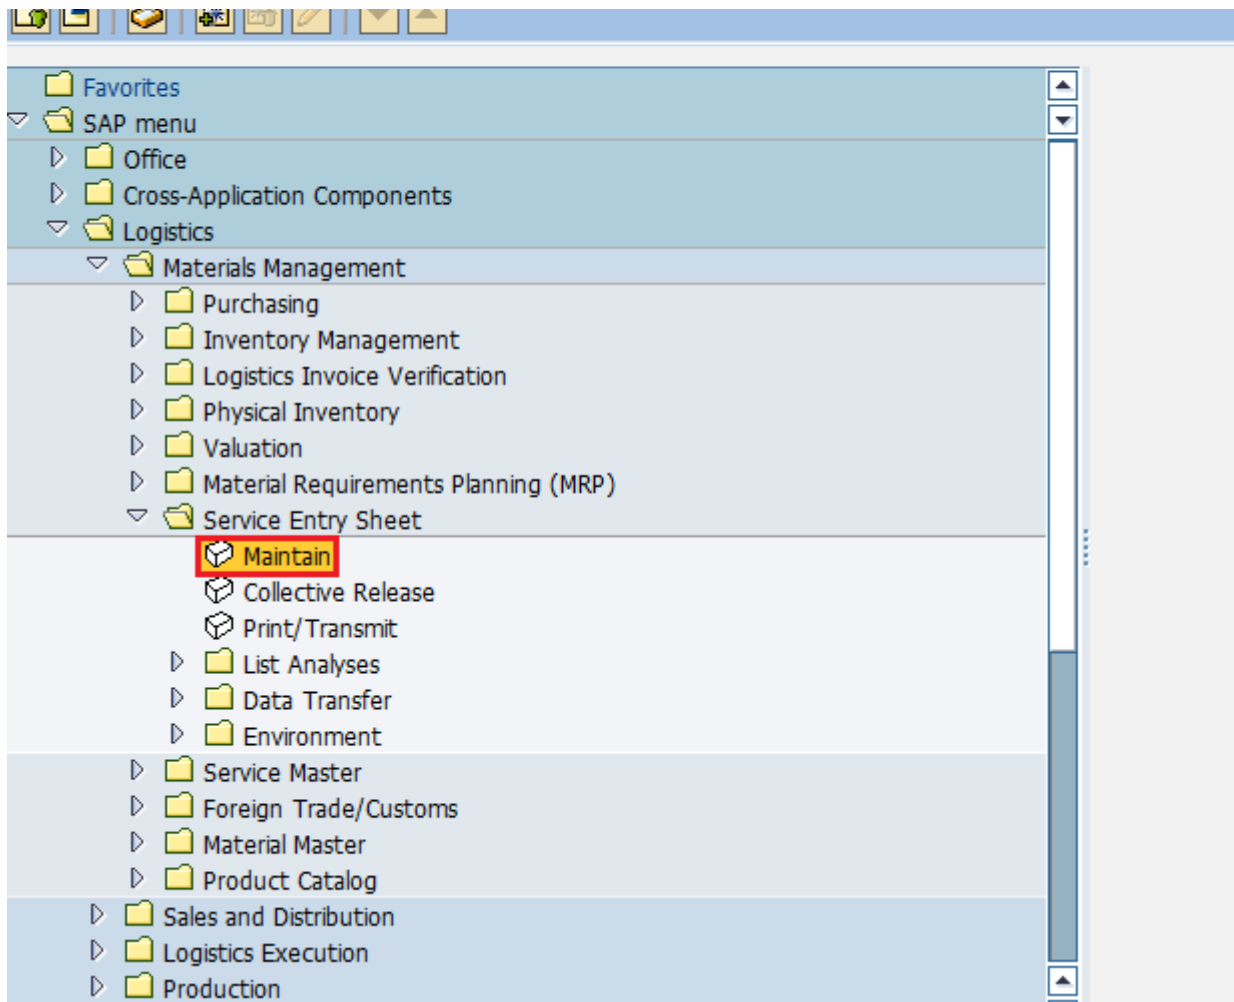 Favorites
SAP menu
Office
Cross-Application Components
Logistics
Materials Management
Purchasing
Inventory Management
Logistics Invoice Verification
Physical Inventory
Valuation
Material Requirements Planning (MRP)
Service Entry Sheet
Maintain
Collective Release
Print/Transmit
List Analyses
Data Transfer
Environment
Service Master
Foreign Trade/Customs
Material Master
Product Catalog
Sales and Distribution
Logistics Execution
Production